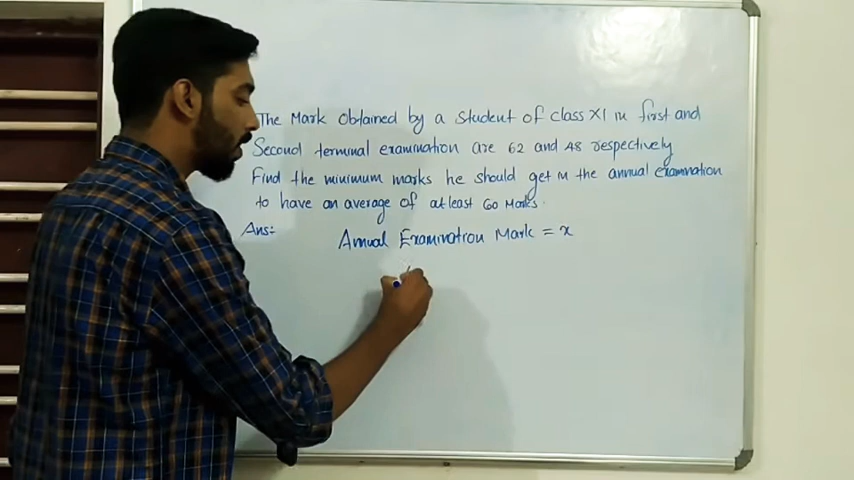 The Mark obtained by a student of class XI in first and
Second terminal examination are 62 and 48 respectively
Find the minimum marks he should get in the annual examination
to have an average of at least 60 Marks.
Ans:-
Annual Examination Mark = x